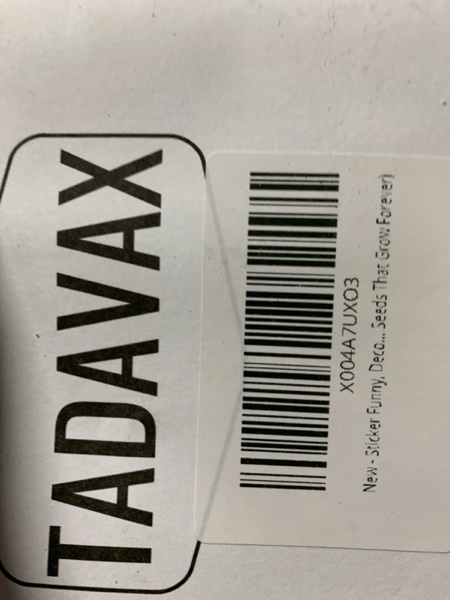 TADAVAX
X004A7UXO3
New - Sticker Funny, Deco... Seeds That Grow Forever)